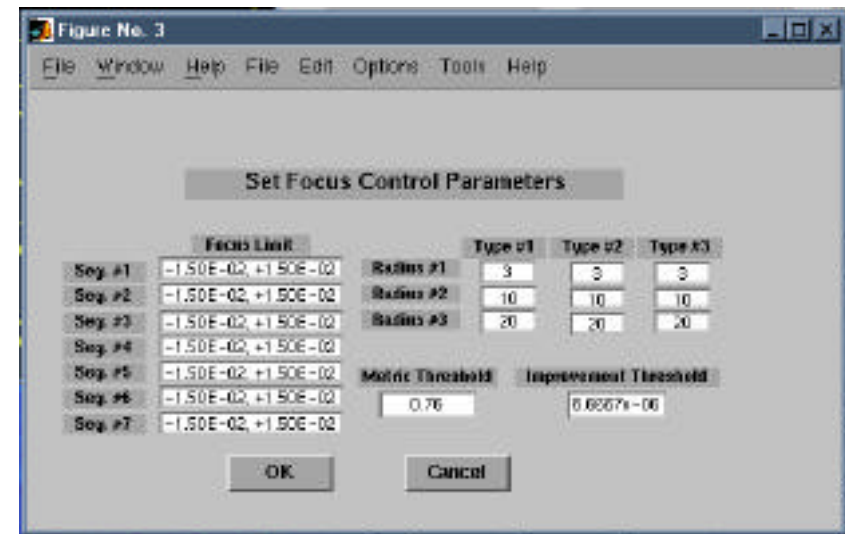 Figure No. 3
File Window Help File Edit Options Tools Help
Set Focus Control Parameters
Focus Limit Type #1 Type #2 Type #3
Seg. #1 -1.50E-02, +1.50E-02 Radius #1 3 3 3
Seg. #2 -1.50E-02, +1.50E-02 Radius #2 10 10 10
Seg. #3 -1.50E-02, +1.50E-02 Radius #3 20 20 20
Seg. #4 -1.50E-02, +1.50E-02
Seg. #5 -1.50E-02, +1.50E-02 Metric Threshold Improvement Threshold
Seg. #6 -1.50E-02, +1.50E-02 0.76 6.6667e-06
Seg. #7 -1.50E-02, +1.50E-02
OK Cancel